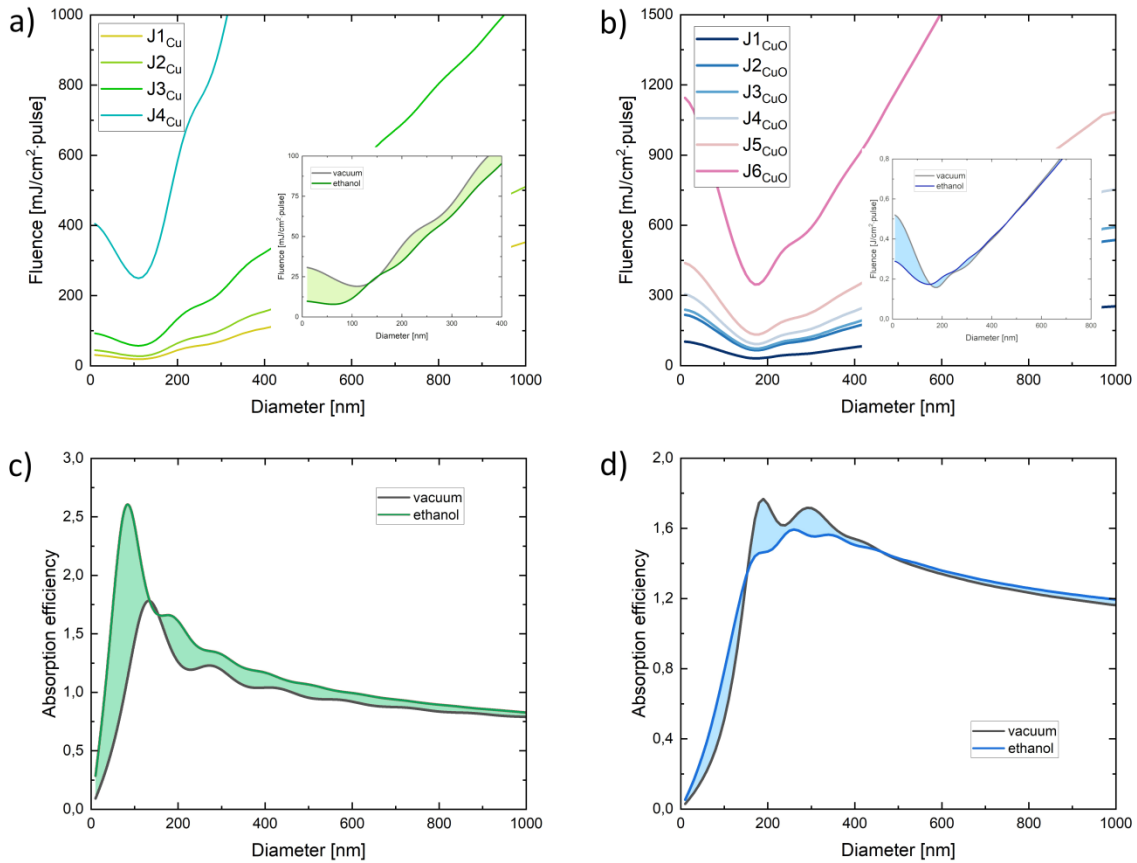 a)
J1Cu
J2Cu
J3Cu
J4Cu
Fluence [mJ/cm²·pulse]
1000
800
600
400
200
0
0 200 400 600 800 1000
Diameter [nm]
vacuum
ethanol
Fluence [mJ/cm²·pulse]
100
75
50
25
0
0 100 200 300 400
Diameter [nm]
b)
J1CuO
J2CuO
J3CuO
J4CuO
J5CuO
J6CuO
Fluence [mJ/cm²·pulse]
1500
1200
900
600
300
0
0 200 400 600 800 1000
Diameter [nm]
vacuum
ethanol
Fluence [J/cm²·pulse]
0,8
0,6
0,4
0,2
0,0
0 200 400 600 800
Diameter [nm]
c)
vacuum
ethanol
Absorption efficiency
3,0
2,5
2,0
1,5
1,0
0,5
0,0
0 200 400 600 800 1000
Diameter [nm]
d)
vacuum
ethanol
Absorption efficiency
2,0
1,6
1,2
0,8
0,4
0,0
0 200 400 600 800 1000
Diameter [nm]